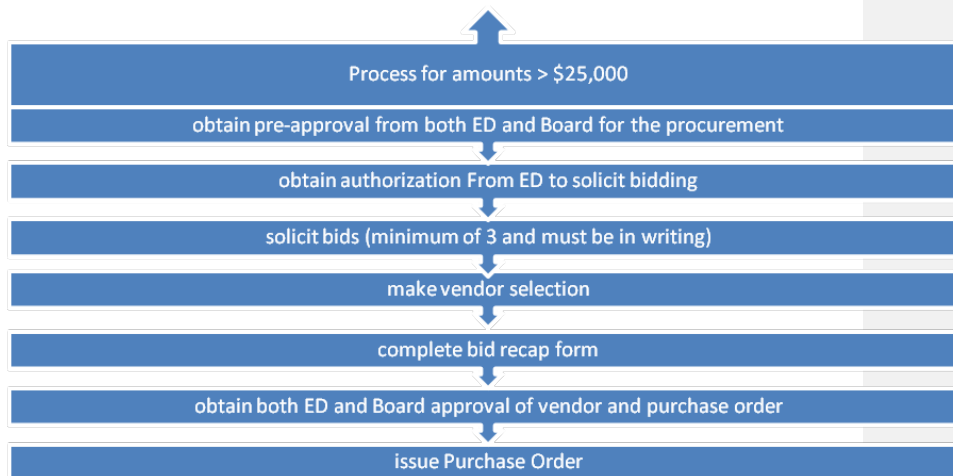 Process for amounts > $25,000
obtain pre-approval from both ED and Board for the procurement
obtain authorization From ED to solicit bidding
solicit bids (minimum of 3 and must be in writing)
make vendor selection
complete bid recap form
obtain both ED and Board approval of vendor and purchase order
issue Purchase Order